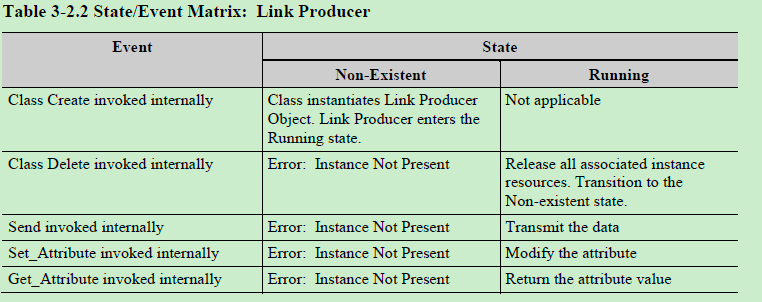 Table 3-2.2 State/Event Matrix:  Link Producer
Event
State
Non-Existent
Running
Class Create invoked internally
Class instantiates Link Producer
Object. Link Producer enters the
Running state.
Not applicable
Class Delete invoked internally
Error:  Instance Not Present
Release all associated instance
resources. Transition to the
Non-existent state.
Send invoked internally
Error:  Instance Not Present
Transmit the data
Set_Attribute invoked internally
Error:  Instance Not Present
Modify the attribute
Get_Attribute invoked internally
Error:  Instance Not Present
Return the attribute value